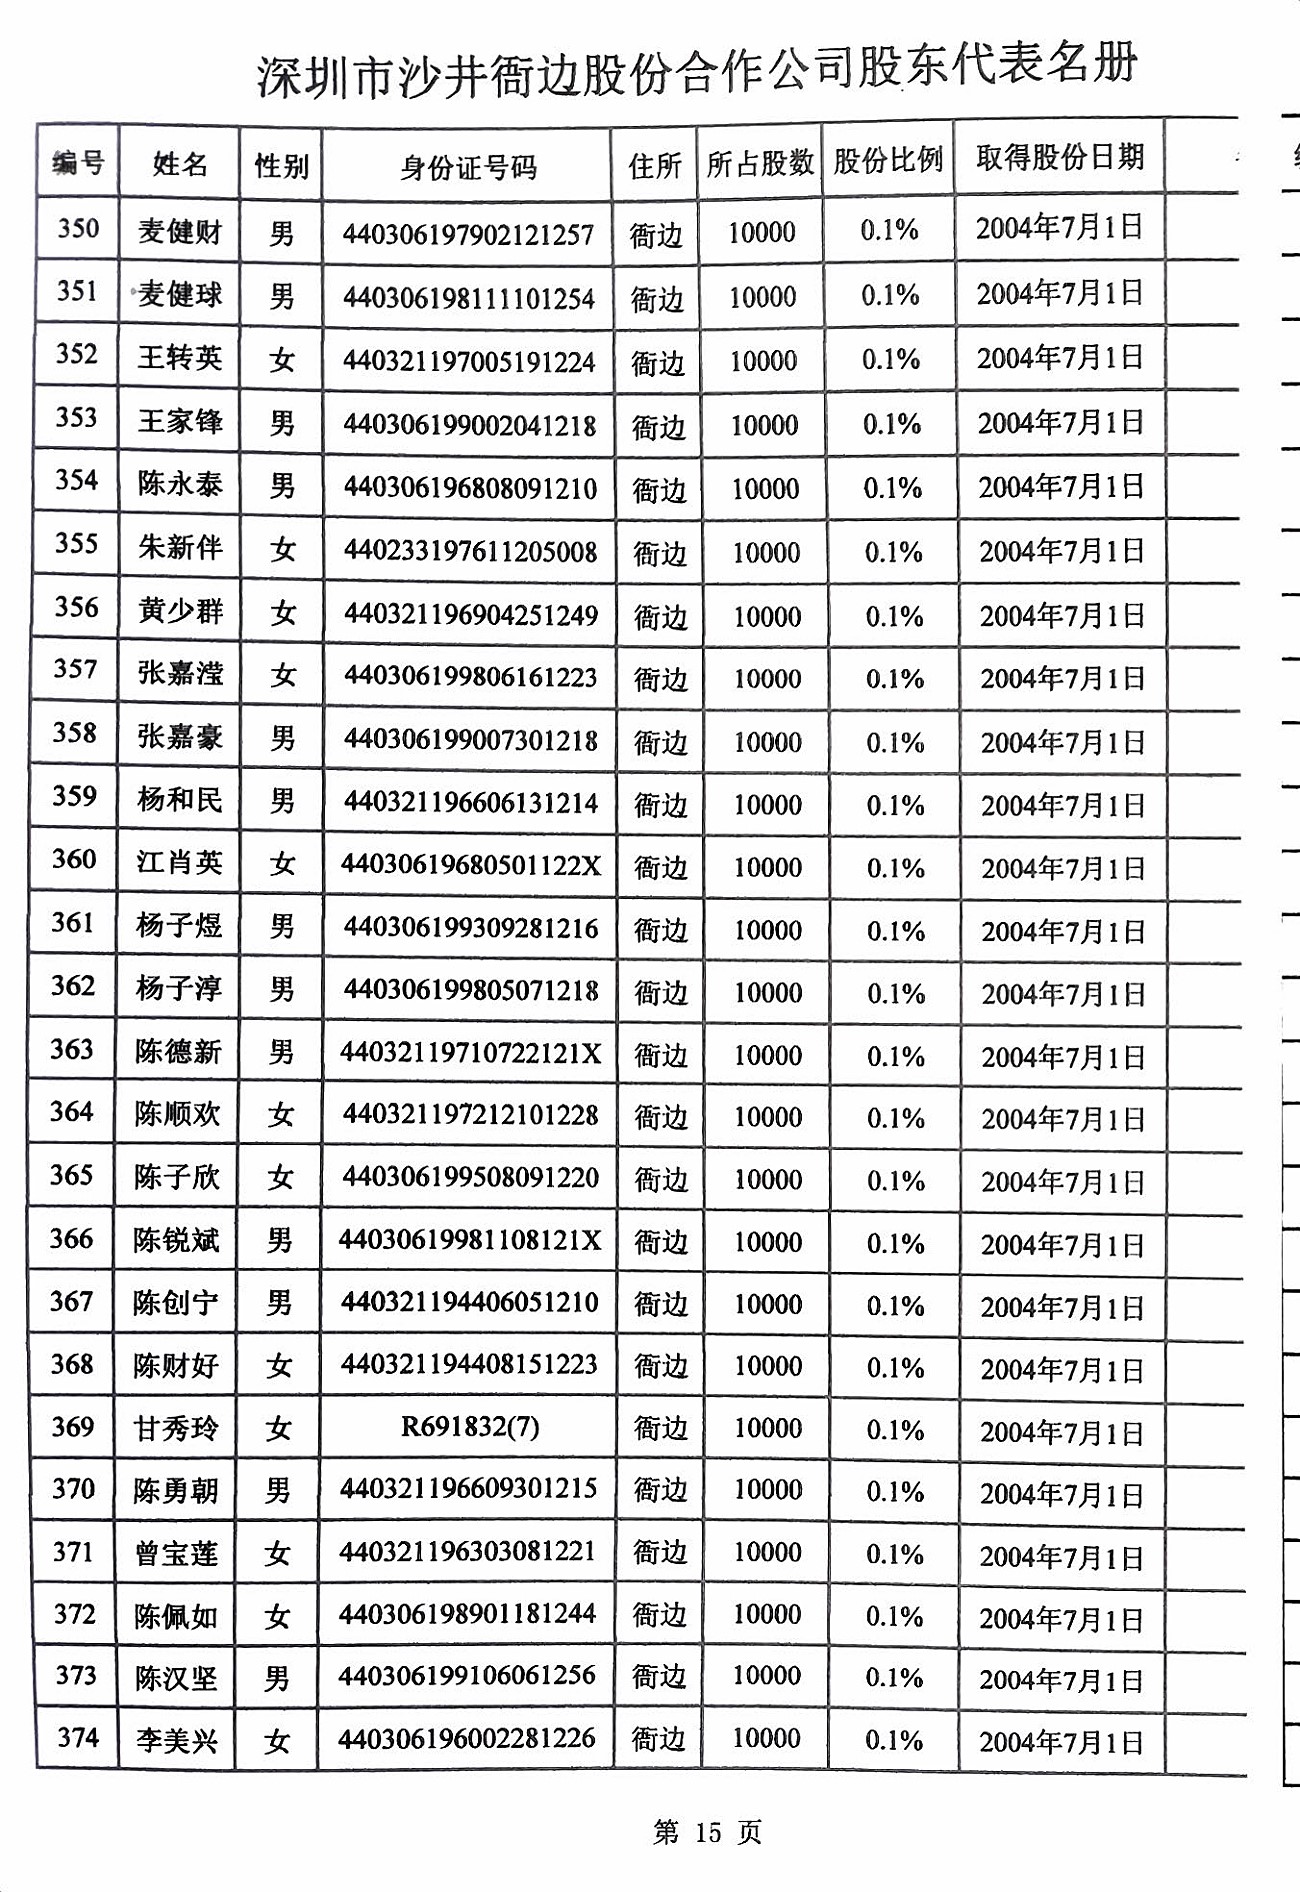 深圳市沙井衙边股份合作公司股东代表名册
编号 姓名 性别 身份证号码 住所 所占股数 股份比例 取得股份日期
350 麦健财 男 440306197902121257 衙边 10000 0.1% 2004年7月1日
351 麦健球 男 440306198111101254 衙边 10000 0.1% 2004年7月1日
352 王转英 女 440321197005191224 衙边 10000 0.1% 2004年7月1日
353 王家锋 男 440306199002041218 衙边 10000 0.1% 2004年7月1日
354 陈永泰 男 440306196808091210 衙边 10000 0.1% 2004年7月1日
355 朱新伴 女 440233197611205008 衙边 10000 0.1% 2004年7月1日
356 黄少群 女 440321196904251249 衙边 10000 0.1% 2004年7月1日
357 张嘉滢 女 440306199806161223 衙边 10000 0.1% 2004年7月1日
358 张嘉豪 男 440306199007301218 衙边 10000 0.1% 2004年7月1日
359 杨和民 男 440321196606131214 衙边 10000 0.1% 2004年7月1日
360 江肖英 女 44030619680501122X 衙边 10000 0.1% 2004年7月1日
361 杨子煜 男 440306199309281216 衙边 10000 0.1% 2004年7月1日
362 杨子淳 男 440306199805071218 衙边 10000 0.1% 2004年7月1日
363 陈德新 男 44032119710722121X 衙边 10000 0.1% 2004年7月1日
364 陈顺欢 女 440321197212101228 衙边 10000 0.1% 2004年7月1日
365 陈子欣 女 440306199508091220 衙边 10000 0.1% 2004年7月1日
366 陈锐斌 男 44030619981108121X 衙边 10000 0.1% 2004年7月1日
367 陈创宁 男 440321194406051210 衙边 10000 0.1% 2004年7月1日
368 陈财好 女 440321194408151223 衙边 10000 0.1% 2004年7月1日
369 甘秀玲 女 R691832(7) 衙边 10000 0.1% 2004年7月1日
370 陈勇朝 男 440321196609301215 衙边 10000 0.1% 2004年7月1日
371 曾宝莲 女 440321196303081221 衙边 10000 0.1% 2004年7月1日
372 陈佩如 女 440306198901181244 衙边 10000 0.1% 2004年7月1日
373 陈汉坚 男 440306199106061256 衙边 10000 0.1% 2004年7月1日
374 李美兴 女 440306196002281226 衙边 10000 0.1% 2004年7月1日
第 15 页